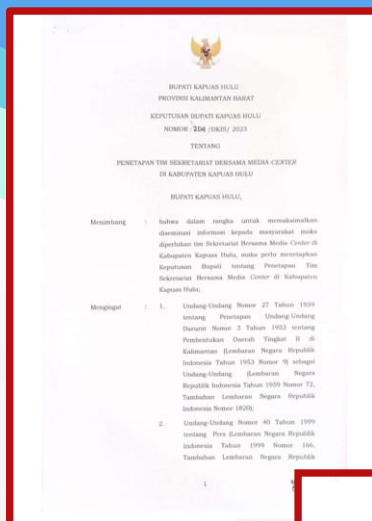 BUPATI KAPUAS HULU
PROVINSI KALIMANTAN BARAT
KEPUTUSAN BUPATI KAPUAS HULU
NOMOR : 204 /DKIS/ 2023
TENTANG
PENETAPAN TIM SEKRETARIAT BERSAMA MEDIA CENTER
DI KABUPATEN KAPUAS HULU
BUPATI KAPUAS HULU,
Menimbang : bahwa dalam rangka untuk memaksimalkan
diseminasi informasi kepada masyarakat maka
diperlukan tim Sekretariat Bersama Media Center di
Kabupaten Kapuas Hulu, maka perlu menetapkan
Keputusan Bupati tentang Penetapan Tim
Sekretariat Bersama Media Center di Kabupaten
Kapuas Hulu;
Mengingat : 1. Undang-Undang Nomor 27 Tahun 1959
tentang Penetapan Undang-Undang
Darurat Nomor 3 Tahun 1953 tentang
Pembentukan Daerah Tingkat II di
Kalimantan (Lembaran Negara Republik
Indonesia Tahun 1953 Nomor 9) sebagai
Undang-Undang (Lembaran Negara
Republik Indonesia Tahun 1959 Nomor 72,
Tambahan Lembaran Negara Republik
Indonesia Nomor 1820);
2. Undang-Undang Nomor 40 Tahun 1999
tentang Pers (Lembaran Negara Republik
Indonesia Tahun 1999 Nomor 166,
Tambahan Lembaran Negara Republik
1